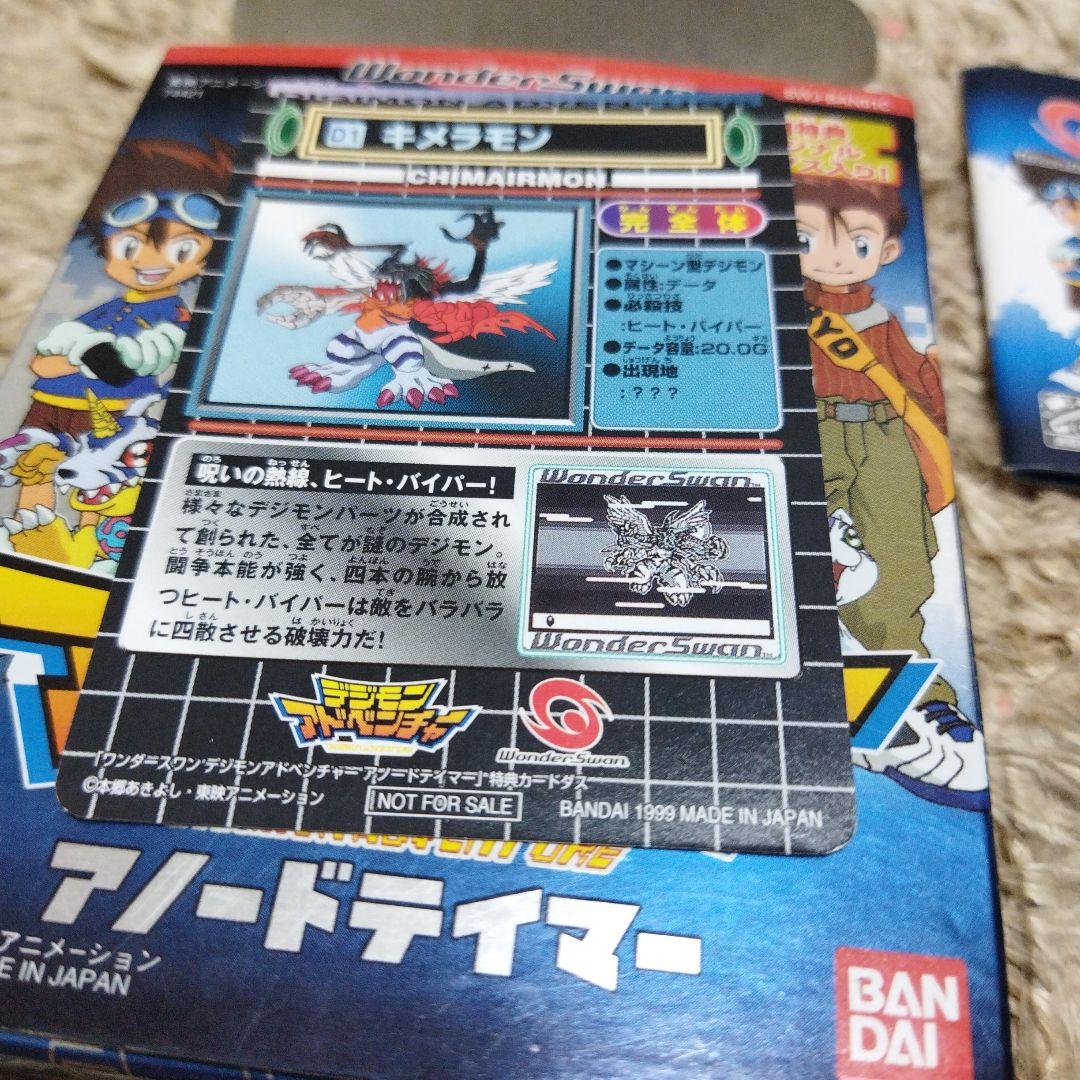 WonderSwan
D1 キメラモン
CHIMAIRMON
完全体
かんぜんたい
●マシーン型デジモン
●属性:データ
●必殺技
:ヒート・バイパー
●データ容量:20.0G
●出現地
:???
呪いの熱線、ヒート・バイパー!
様々なデジモンパーツが合成され
て創られた、全てが謎のデジモン。
闘争本能が強く、四本の腕から放
つヒート・バイパーは敵をバラバラ
に四散させる破壊力だ!
WonderSwan™
WonderSwan™
デジモン
アドベンチャー
WonderSwan
「ワンダースワン"デジモンアドベンチャー アノードテイマー"」特典カードダス
©本郷あきよし・東映アニメーション
NOT FOR SALE
BANDAI 1999 MADE IN JAPAN
アノードテイマー
アニメーション
E IN JAPAN
BAN
DAI